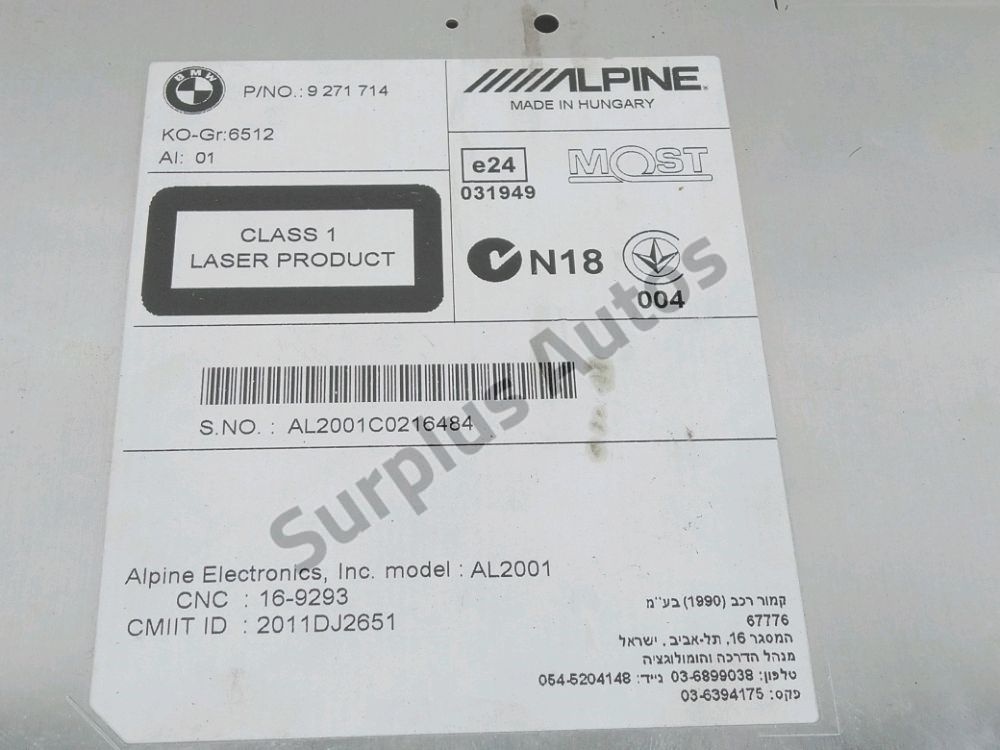 BMW
P/NO.: 9 271 714
KO-Gr:6512
AI: 01
ALPINE
MADE IN HUNGARY
e24
031949
MOST
CLASS 1
LASER PRODUCT
N18
004
S.NO. : AL2001C0216484
Surplus Autos
Alpine Electronics, Inc. model : AL2001
CNC : 16-9293
CMIIT ID : 2011DJ2651
קמור רכב (1990) בע"מ
67776
המסגר 16, תל-אביב, ישראל
מנהל הדרכה והומולוגציה
טלפון: 03-6899038 נייד: 054-5204148
פקס: 03-6394175